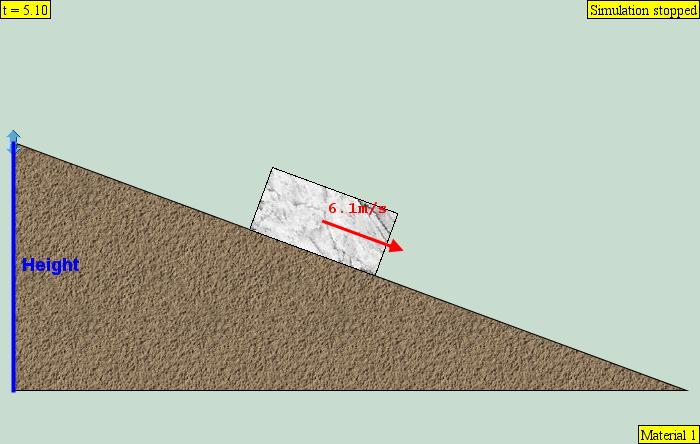 t = 5.10
Simulation stopped
6.1m/s
Height
Material 1